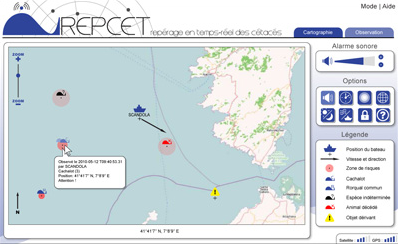 Mode | Aide
REPCET
repérage en temps-réel des cétacés
Cartographie
Observation
Alarme sonore
ZOOM
ZOOM
SCANDOLA
Options
Observé le 2010-05-12 T08:40:53.31
par SCANDOLA
Cachalot (5)
Position: 41°41'7" N, 7°8'9" E
Attention !
Légende
Position du bateau
Vitesse et direction
Zone de risques
Cachalot
Rorqual commun
Espèce indéterminée
Animal décédé
Objet dérivant
N
41°41'7" N, 7°8'9" E
Satellite
GPS